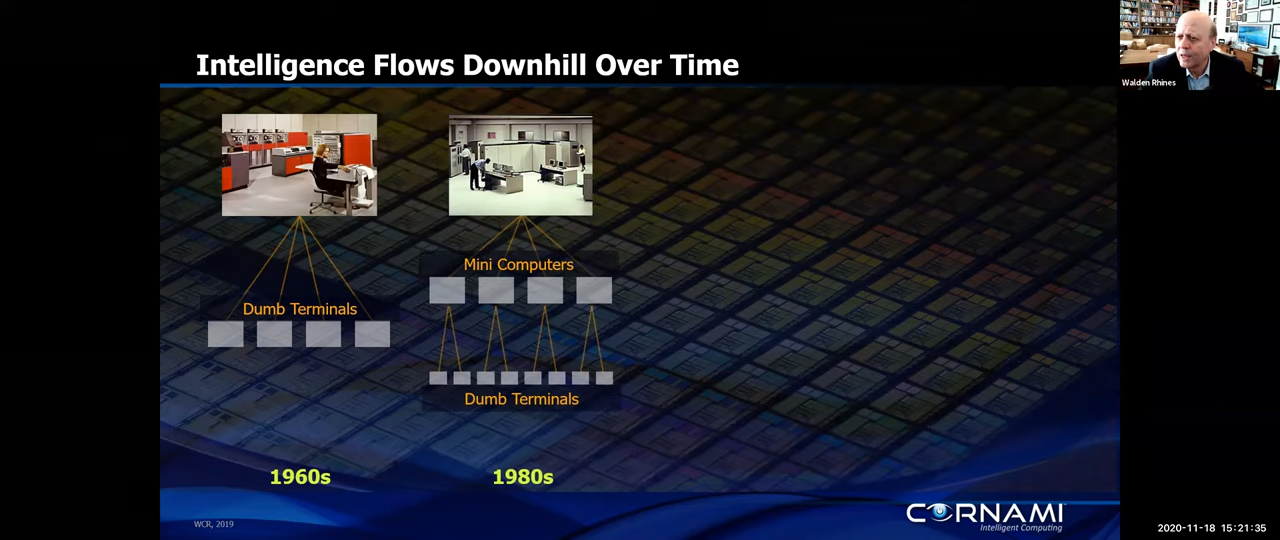 Intelligence Flows Downhill Over Time
Walden Rhines
Mini Computers
Dumb Terminals
Dumb Terminals
1960s
1980s
WCR, 2019
CORNAMI
Intelligent Computing
2020-11-18 15:21:35